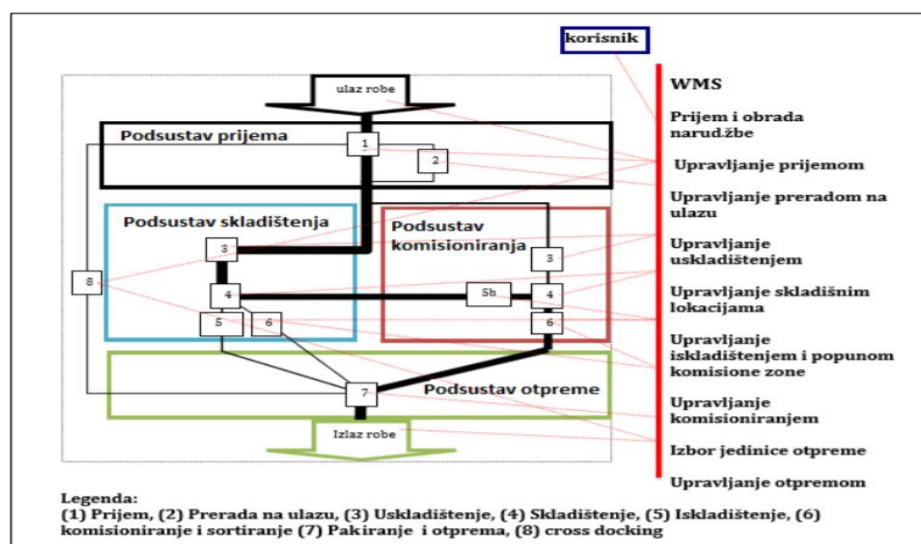 korisnik
WMS
ulaz robe
Prijem i obrada
narudžbe
Podsustav prijema
1
2
Upravljanje prijemom
Upravljanje preradom na
ulazu
Podsustav skladištenja
Podsustav
komisioniranja
3
3
Upravljanje
uskladištenjem
8
4
5b
4
Upravljanje skladišnim
lokacijama
5
6
6
Upravljanje
iskladištenjem i popunom
komisione zone
Podsustav otpreme
7
Upravljanje
komisioniranjem
Izlaz robe
Izbor jedinice otpreme
Upravljanje otpremom
Legenda:
(1) Prijem, (2) Prerada na ulazu, (3) Uskladištenje, (4) Skladištenje, (5) Iskladištenje, (6)
komisioniranje i sortiranje (7) Pakiranje i otprema, (8) cross docking